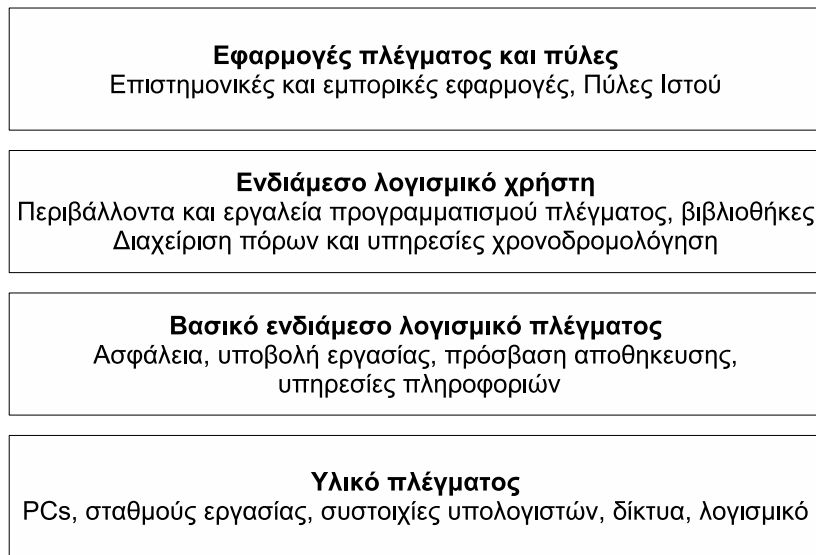 Εφαρμογές πλέγματος και πύλες
Επιστημονικές και εμπορικές εφαρμογές, Πύλες Ιστού
Ενδιάμεσο λογισμικό χρήστη
Περιβάλλοντα και εργαλεία προγραμματισμού πλέγματος, βιβλιοθήκες
Διαχείριση πόρων και υπηρεσίες χρονοδρομολόγηση
Βασικό ενδιάμεσο λογισμικό πλέγματος
Ασφάλεια, υποβολή εργασίας, πρόσβαση αποθηκευσης,
υπηρεσίες πληροφοριών
Υλικό πλέγματος
PCs, σταθμούς εργασίας, συστοιχίες υπολογιστών, δίκτυα, λογισμικό